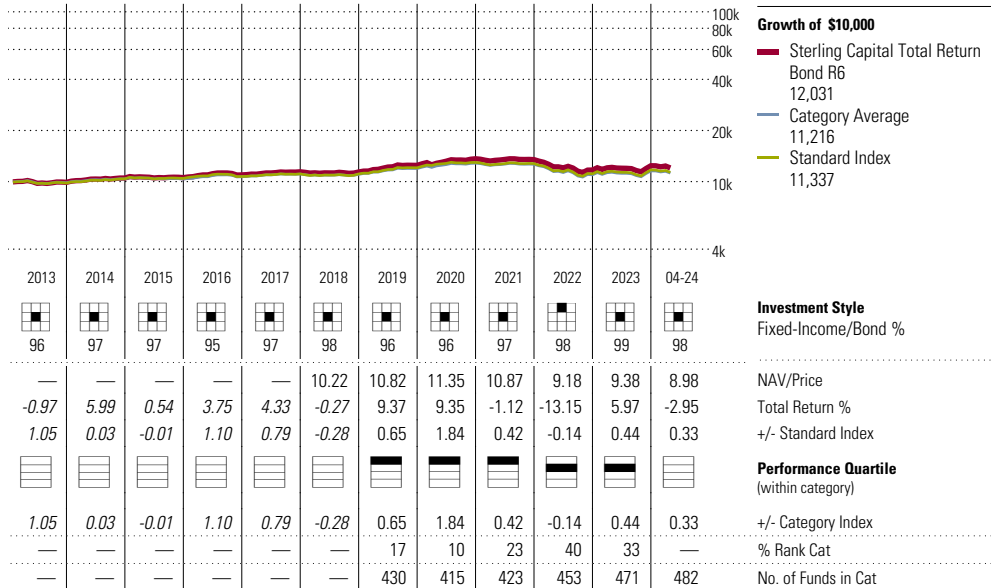 100k
80k
60k
40k
20k
10k
4k
Growth of $10,000
Sterling Capital Total Return
Bond R6
12,031
Category Average
11,216
Standard Index
11,337
2013 2014 2015 2016 2017 2018 2019 2020 2021 2022 2023 04-24
Investment Style
Fixed-Income/Bond %
96 97 97 95 97 98 96 96 97 98 99 98
— — — — — 10.22 10.82 11.35 10.87 9.18 9.38 8.98 NAV/Price
-0.97 5.99 0.54 3.75 4.33 -0.27 9.37 9.35 -1.12 -13.15 5.97 -2.95 Total Return %
1.05 0.03 -0.01 1.10 0.79 -0.28 0.65 1.84 0.42 -0.14 0.44 0.33 +/- Standard Index
Performance Quartile
(within category)
1.05 0.03 -0.01 1.10 0.79 -0.28 0.65 1.84 0.42 -0.14 0.44 0.33 +/- Category Index
— — — — — — 17 10 23 40 33 — % Rank Cat
— — — — — — 430 415 423 453 471 482 No. of Funds in Cat